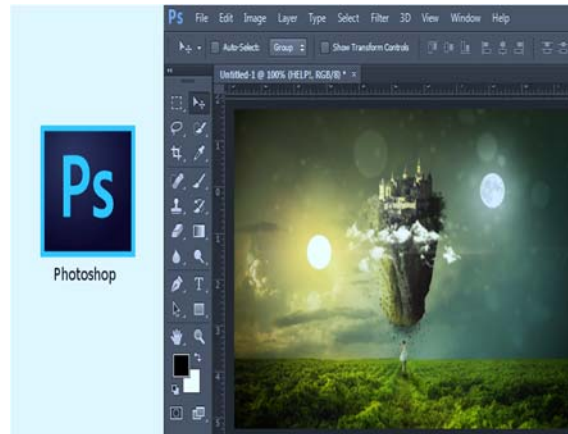 Ps File Edit Image Layer Type Select Filter 3D View Window Help
Auto-Select: Group Show Transform Controls
Untitled-1 @ 100% (HELP!, RGB/8) * ×
Ps
Photoshop
T